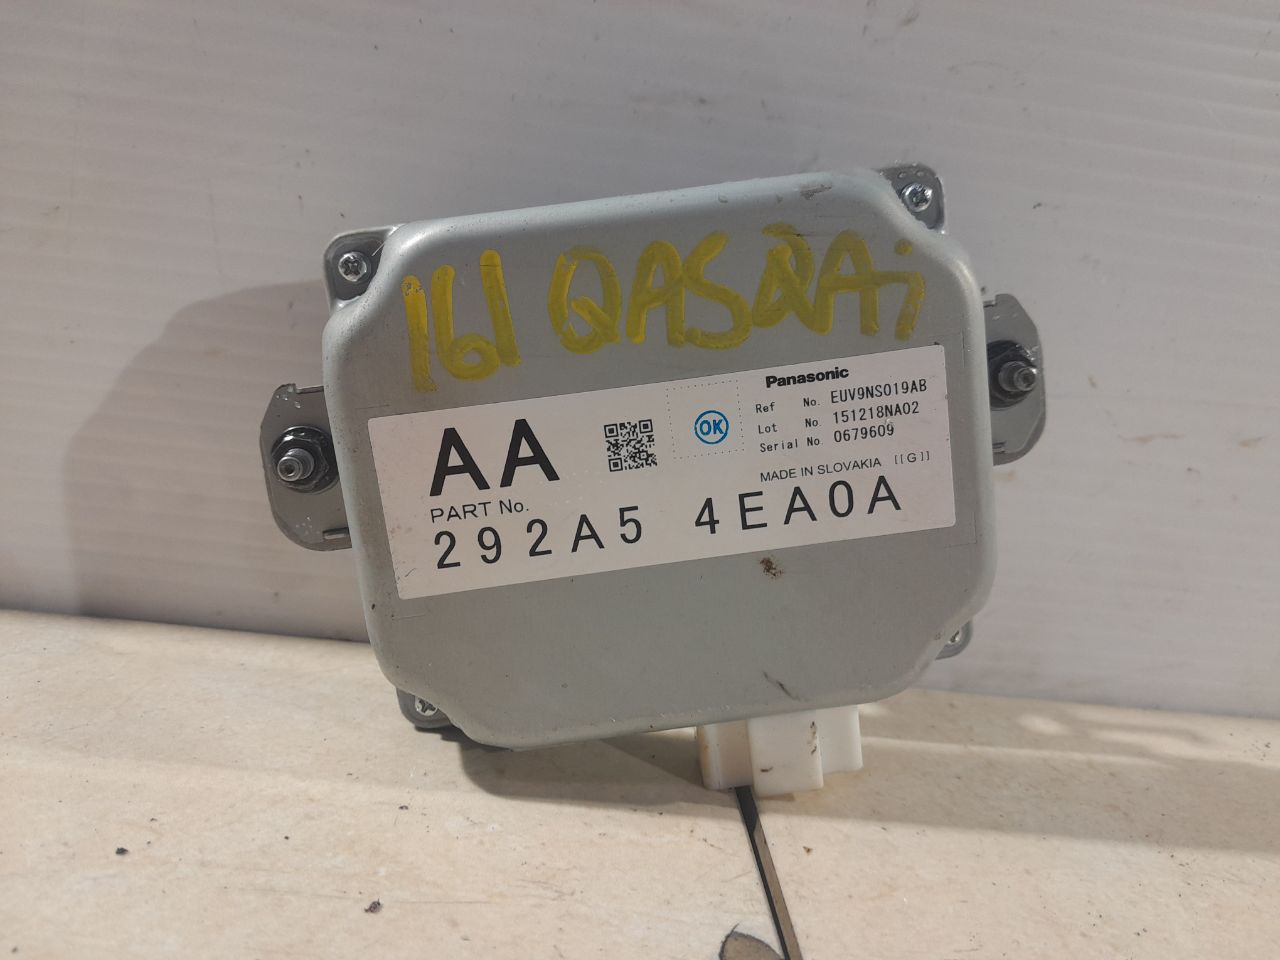 161 QASQAi
Panasonic
AA
OK
Ref No. EUV9NS019AB
Lot No. 151218NA02
Serial No. 0679609
MADE IN SLOVAKIA [[G]]
PART No.
292A5 4EA0A